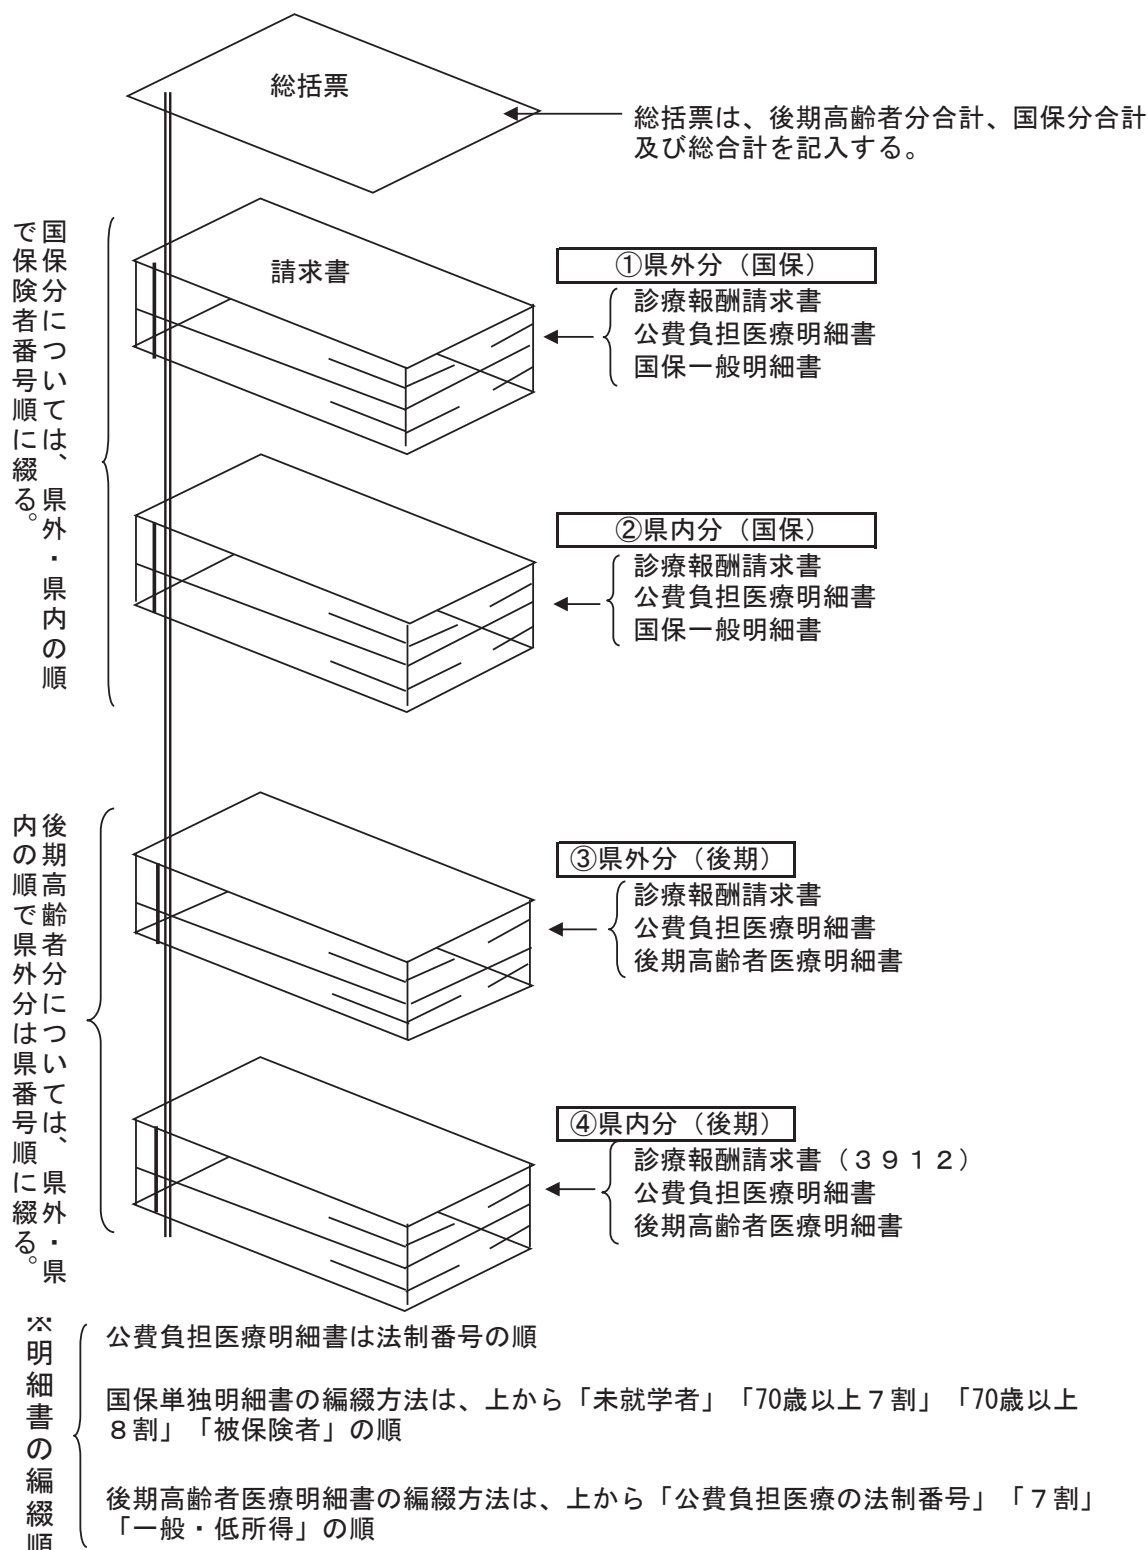 総括票
総括票は、後期高齢者分合計、国保分合計
及び総合計を記入する。
国保分については、県外・県内の順
で保険者番号順に綴る。
請求書
①県外分（国保）
診療報酬請求書
公費負担医療明細書
国保一般明細書
②県内分（国保）
診療報酬請求書
公費負担医療明細書
国保一般明細書
後期高齢者分については、県外・県
内の順で県外分は県番号順に綴る。
③県外分（後期）
診療報酬請求書
公費負担医療明細書
後期高齢者医療明細書
④県内分（後期）
診療報酬請求書（３９１２）
公費負担医療明細書
後期高齢者医療明細書
※明細書の編綴順
公費負担医療明細書は法制番号の順
国保単独明細書の編綴方法は、上から「未就学者」「70歳以上７割」「70歳以上
８割」「被保険者」の順
後期高齢者医療明細書の編綴方法は、上から「公費負担医療の法制番号」「７割」
「一般・低所得」の順